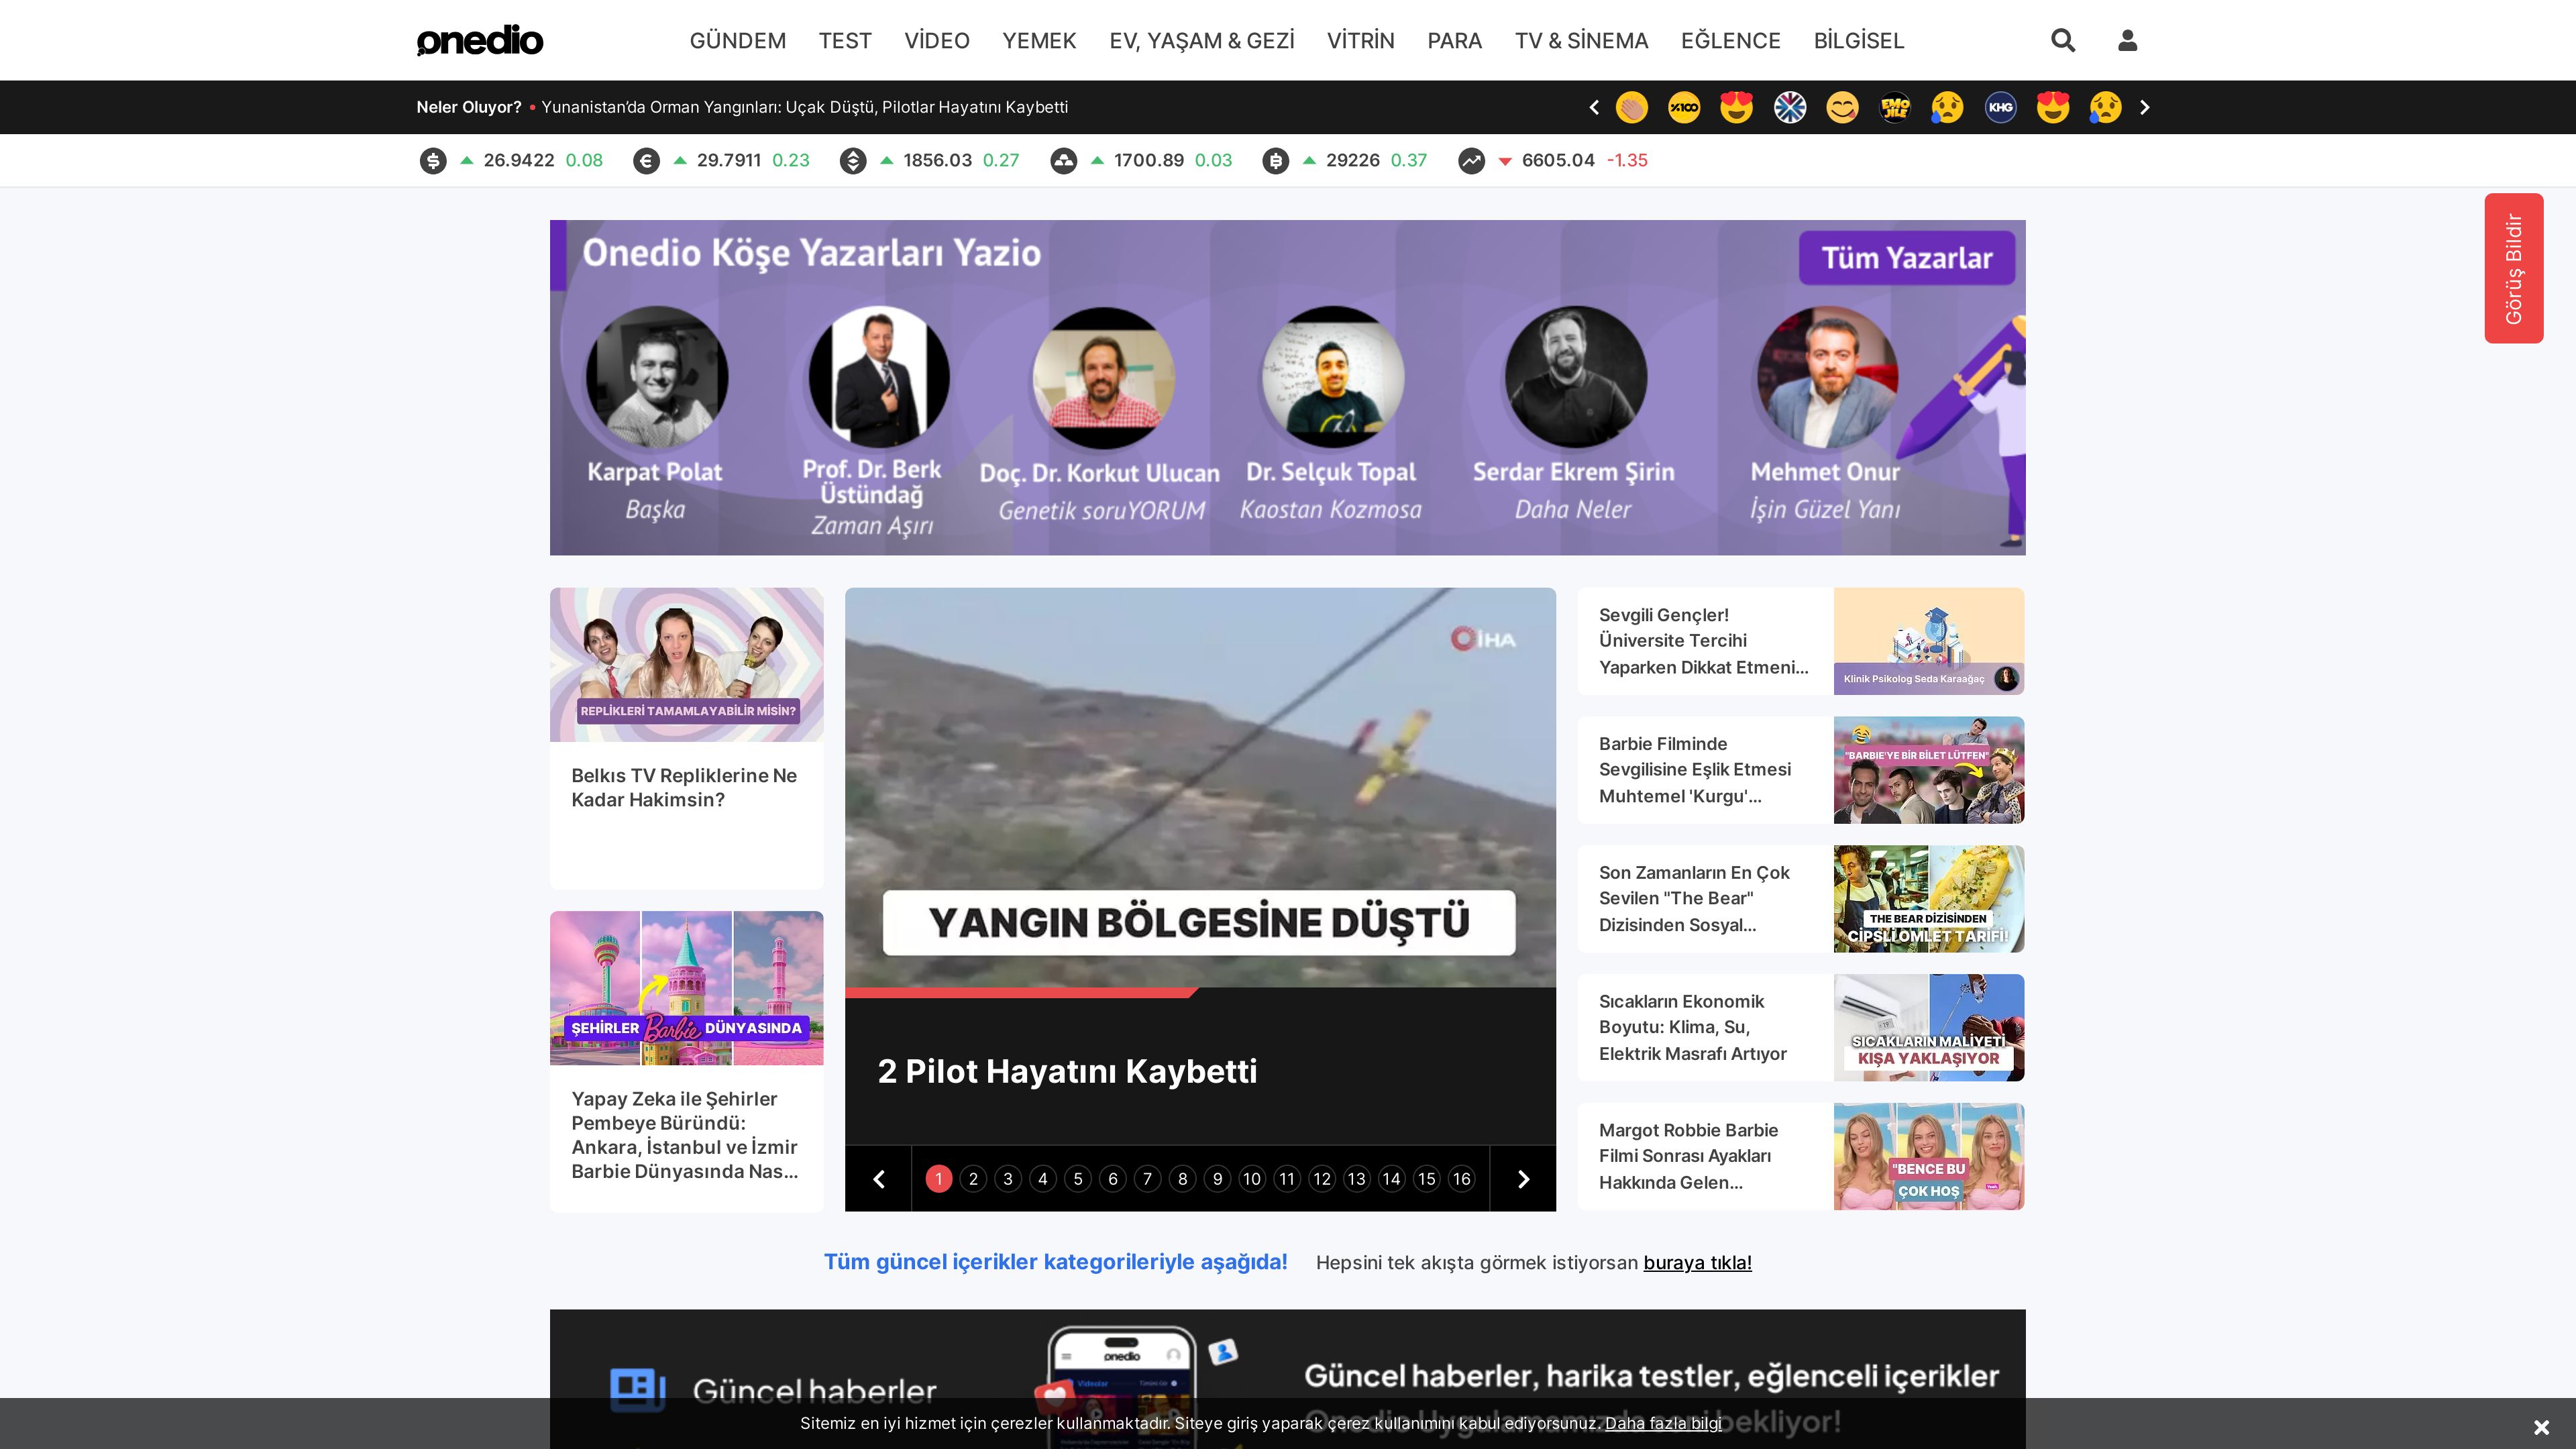 onedio
GÜNDEM TEST VİDEO YEMEK EV, YAŞAM & GEZİ VİTRİN PARA TV & SİNEMA EĞLENCE BİLGİSEL
Neler Oluyor? • Yunanistan’da Orman Yangınları: Uçak Düştü, Pilotlar Hayatını Kaybetti
%100
EMO
JİLE
KHG
26.9422 0.08 29.7911 0.23 1856.03 0.27 1700.89 0.03 29226 0.37 6605.04 -1.35
Görüş Bildir
Onedio Köşe Yazarları Yazio
Tüm Yazarlar
Karpat Polat
Başka
Prof. Dr. Berk
Üstündağ
Zaman Aşırı
Doç. Dr. Korkut Ulucan
Genetik soruYORUM
Dr. Selçuk Topal
Kaostan Kozmosa
Serdar Ekrem Şirin
Daha Neler
Mehmet Onur
İşin Güzel Yanı
REPLİKLERİ TAMAMLAYABİLİR MİSİN?
Belkıs TV Repliklerine Ne
Kadar Hakimsin?
ŞEHİRLER Barbie DÜNYASINDA
Yapay Zeka ile Şehirler
Pembeye Büründü:
Ankara, İstanbul ve İzmir
Barbie Dünyasında Nas...
İHA
YANGIN BÖLGESİNE DÜŞTÜ
2 Pilot Hayatını Kaybetti
1 2 3 4 5 6 7 8 9 10 11 12 13 14 15 16
Sevgili Gençler!
Üniversite Tercihi
Yaparken Dikkat Etmeni...
Klinik Psikolog Seda Karaağaç
Barbie Filminde
Sevgilisine Eşlik Etmesi
Muhtemel 'Kurgu'...
"BARBIE'YE BİR BİLET LÜTFEN"
Son Zamanların En Çok
Sevilen "The Bear"
Dizisinden Sosyal...
THE BEAR DİZİSİNDEN
CİPSLİ OMLET TARİFİ!
Sıcakların Ekonomik
Boyutu: Klima, Su,
Elektrik Masrafı Artıyor
SICAKLARIN MALİYETİ
KIŞA YAKLAŞIYOR
Margot Robbie Barbie
Filmi Sonrası Ayakları
Hakkında Gelen...
"BENCE BU
ÇOK HOŞ
Tüm güncel içerikler kategorileriyle aşağıda! Hepsini tek akışta görmek istiyorsan buraya tıkla!
Güncel haberler
onedio
Videolar
Güncel haberler, harika testler, eğlenceli içerikler
Onedio Uygulamamızda seni bekliyor!
Sitemiz en iyi hizmet için çerezler kullanmaktadır. Siteye giriş yaparak çerez kullanımını kabul ediyorsunuz. Daha fazla bilgi